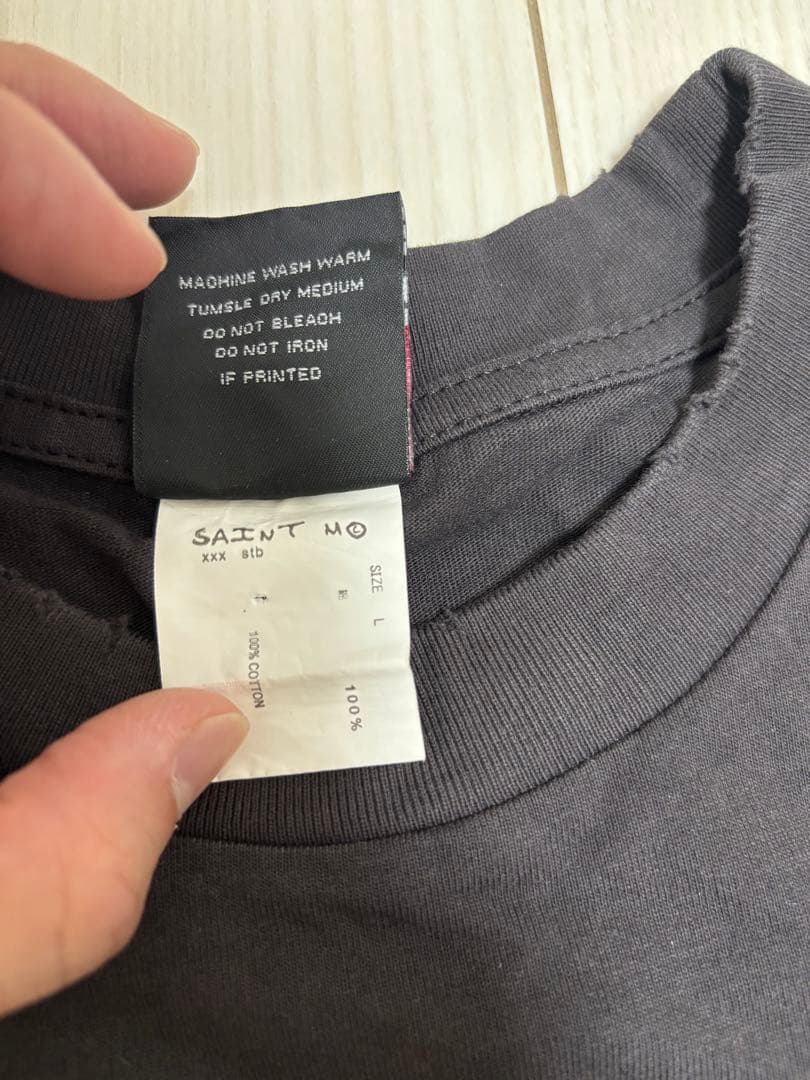 MACHINE WASH WARM
TUMSLE DRY MEDIUM
DO NOT BLEACH
DO NOT IRON
IF PRINTED
SAINT M©
xxx stb
SIZE L
100%
100% COTTON